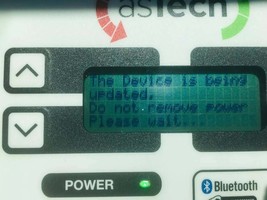 asTech
The Device is being
updated.
Do not remove power
Please wait...
POWER
Bluetooth